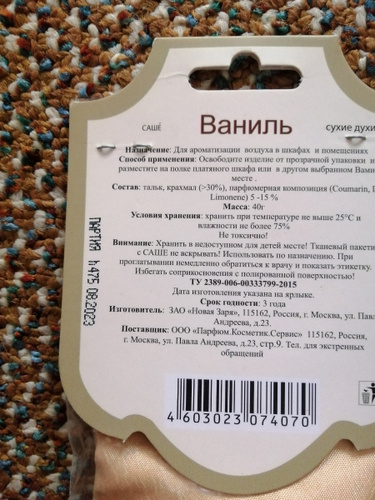 САШЕ Ваниль сухие духи
Назначение: Для ароматизации воздуха в шкафах и помещениях
Способ применения: Освободите изделие от прозрачной упаковки и
разместите на полке платяного шкафа или в другом выбранном Вами
месте .
Состав: тальк, крахмал (>30%), парфюмерная композиция (Coumarin,
Limonene) 5 -15 %
Масса: 40г
Условия хранения: хранить при температуре не выше 25°С и
влажности не более 75%
Не токсично!
Внимание: Хранить в недоступном для детей месте! Тканевый пакетик
с САШЕ не вскрывать! Использовать по назначению. При
проглатывании немедленно обратиться к врачу и показать этикетку.
Избегать соприкосновения с полированной поверхностью!
ТУ 2389-006-00333799-2015
Дата изготовления указана на ярлыке.
Срок годности: 3 года
Изготовитель: ЗАО «Новая Заря», 115162, Россия, г. Москва, ул. Павла
Андреева, д.23.
Поставщик: ООО «Парфюм.Косметик.Сервис» 115162, Россия,
г. Москва, ул. Павла Андреева, д.23, стр.9. Тел. для экстренных
обращений
4 603023 074070
ПАРТИЯ h 475.08.2023